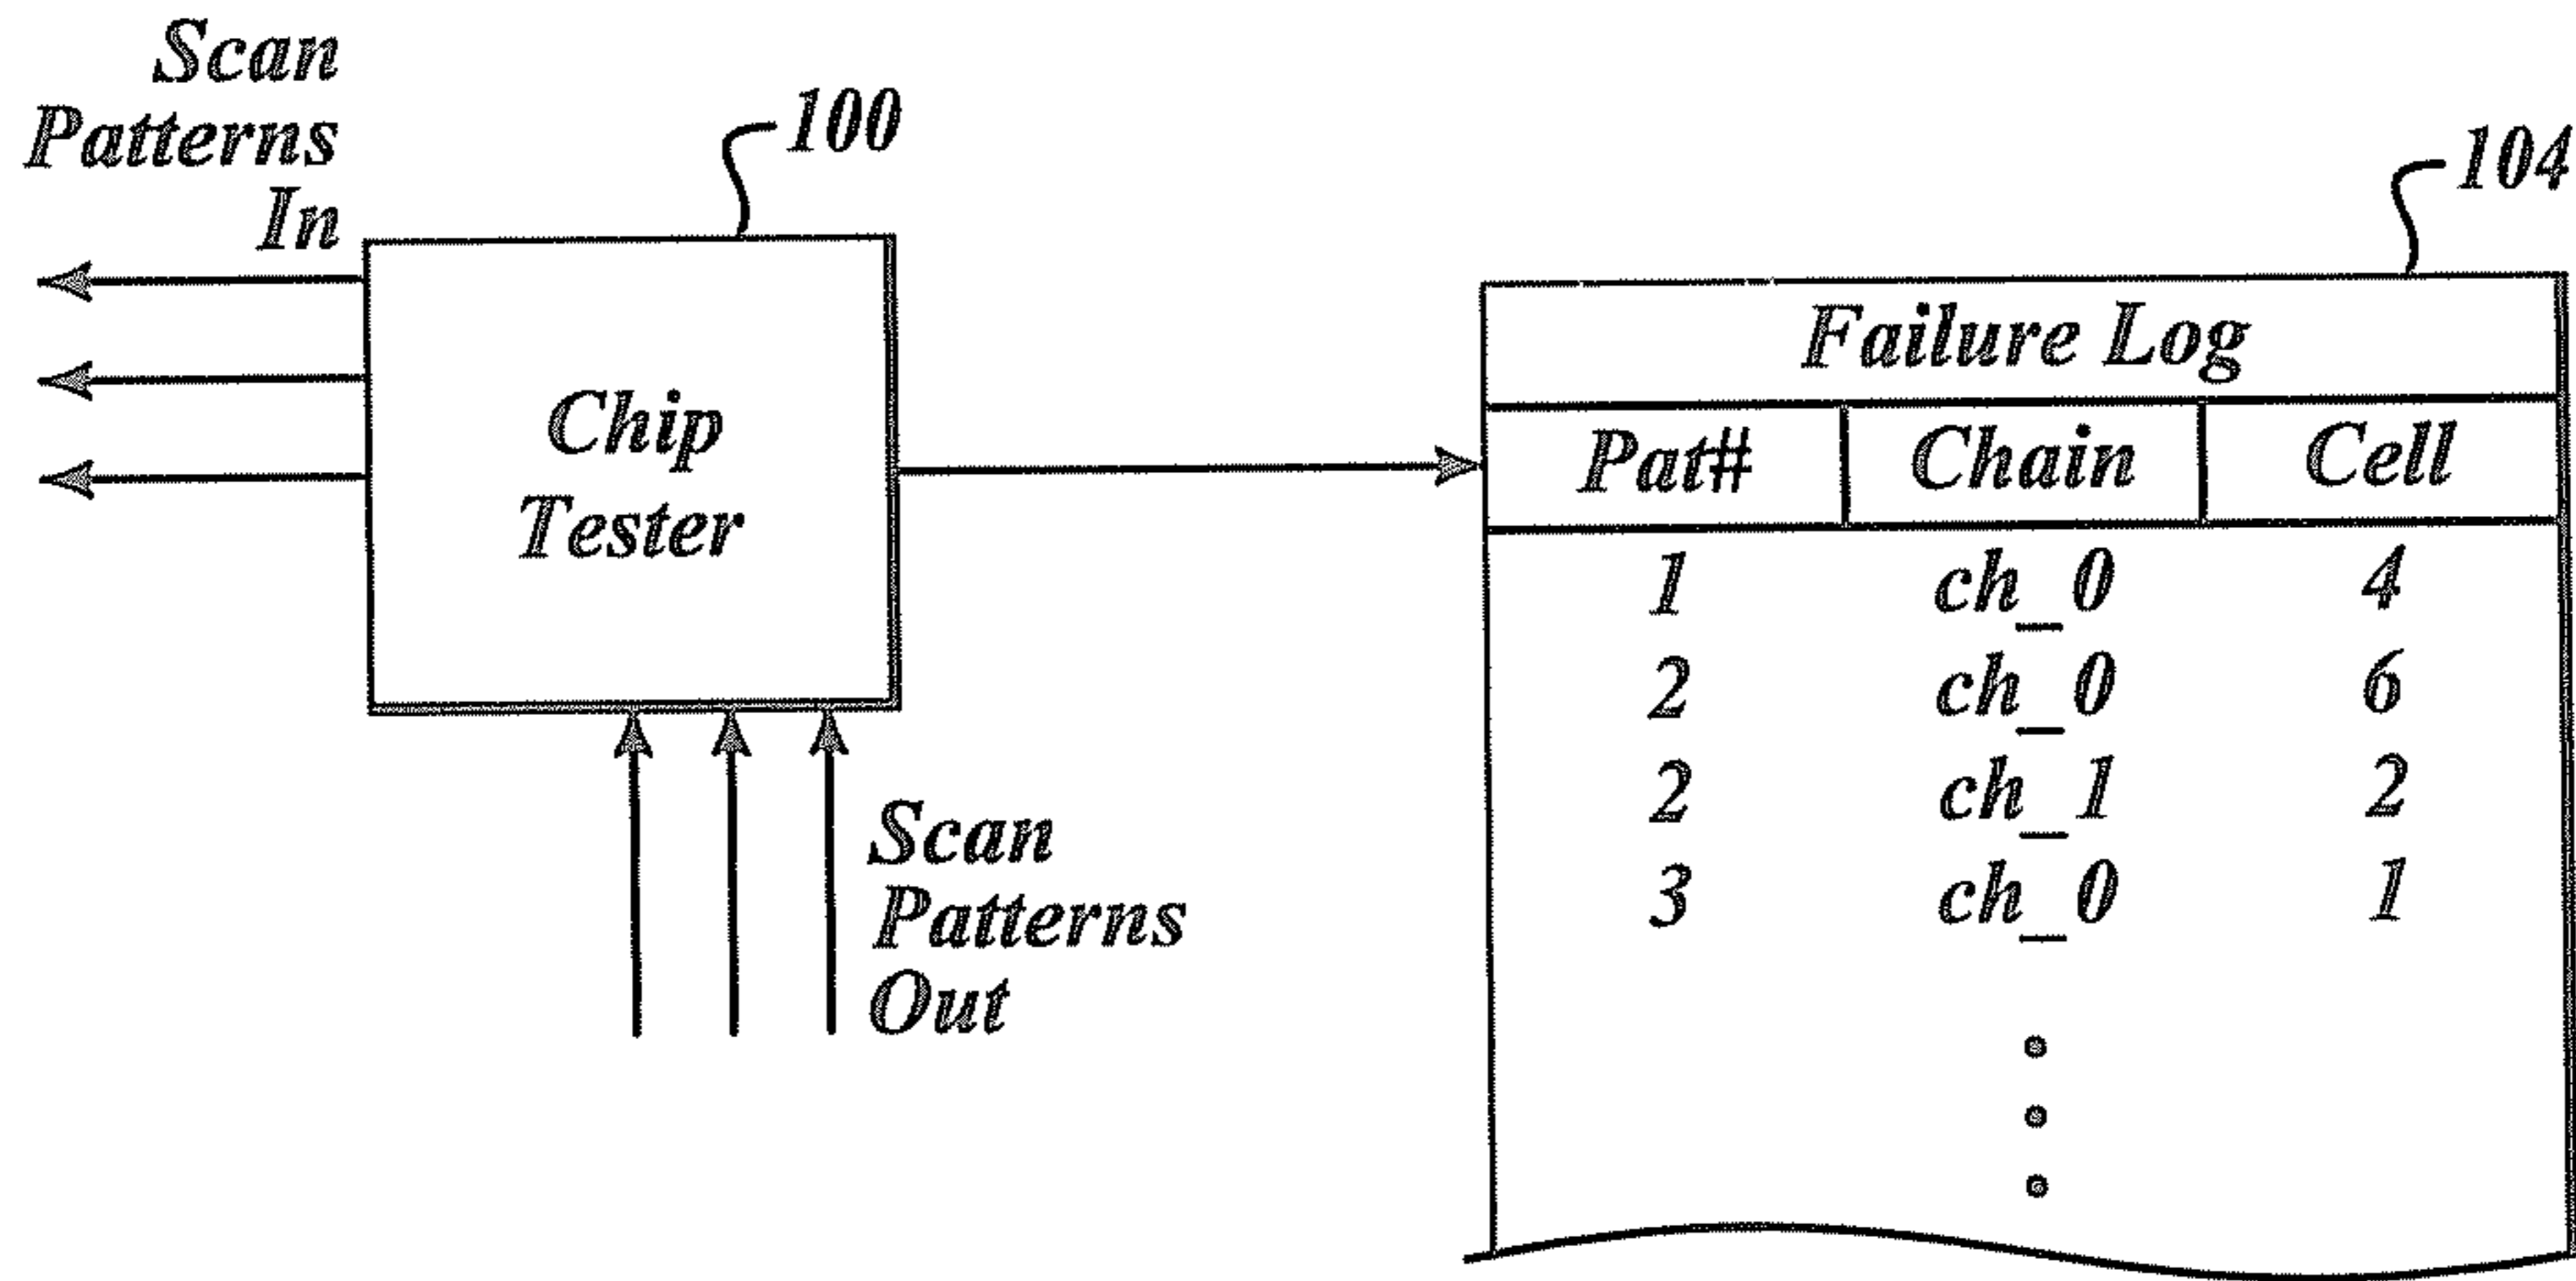 Scan
Patterns
In
100
Chip
Tester
Scan
Patterns
Out
104
Failure Log
Pat# Chain Cell
1 ch_0 4
2 ch_0 6
2 ch_1 2
3 ch_0 1